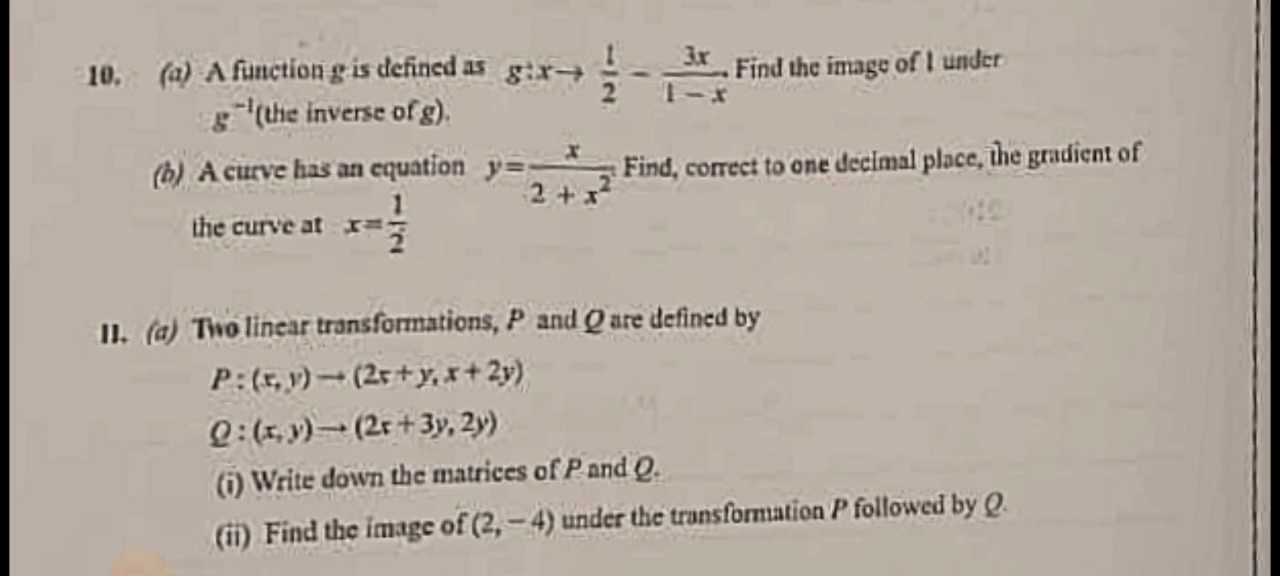 10. (a) A function g is defined as g:x→ 1/2 − 3x/(1 − x). Find the image of 1 under
g⁻¹(the inverse of g).
(b) A curve has an equation y= x/(2 + x²). Find, correct to one decimal place, the gradient of
the curve at x= 1/2
11. (a) Two linear transformations, P and Q are defined by
P : (x, y) → (2x + y, x + 2y)
Q : (x, y) → (2x + 3y, 2y)
(i) Write down the matrices of P and Q.
(ii) Find the image of (2, − 4) under the transformation P followed by Q.